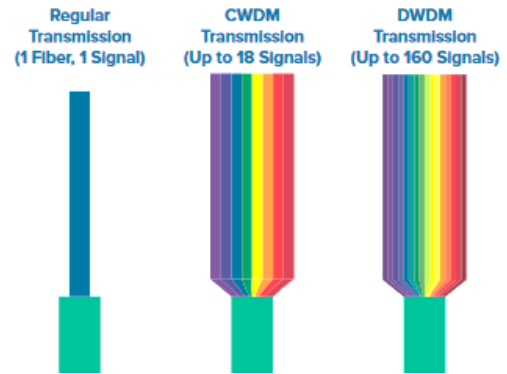 Regular
Transmission
(1 Fiber, 1 Signal)
CWDM
Transmission
(Up to 18 Signals)
DWDM
Transmission
(Up to 160 Signals)